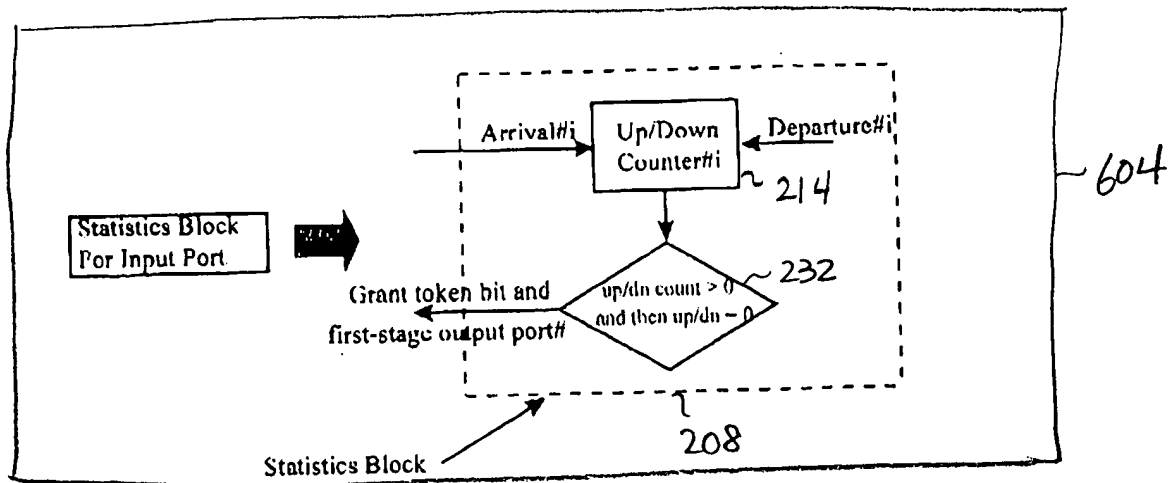 Arrival#i
Up/Down
Counter#i
Departure#i
214
604
Statistics Block
For Input Port
232
up/dn count > 0
and then up/dn = 0
Grant token bit and
first-stage output port#
208
Statistics Block